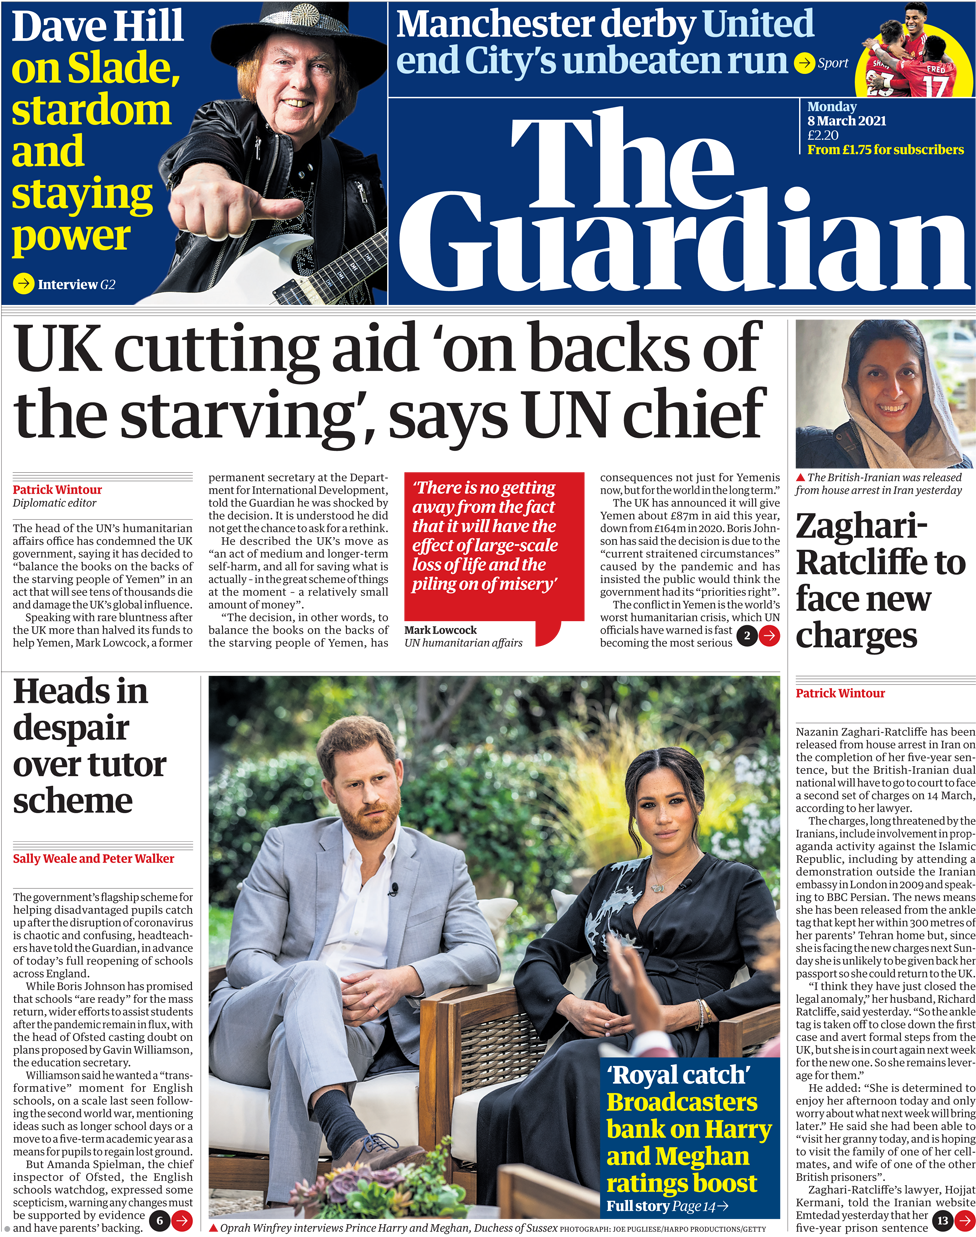 Dave Hill
on Slade,
stardom
and
staying
power
Interview G2
Manchester derby United
end City's unbeaten run
Sport
SHAW
23
FRED
17
Monday
8 March 2021
£2.20
From £1.75 for subscribers
The
Guardian
UK cutting aid ‘on backs of
the starving’, says UN chief
Patrick Wintour
Diplomatic editor
The head of the UN’s humanitarian
affairs office has condemned the UK
government, saying it has decided to
“balance the books on the backs of
the starving people of Yemen” in an
act that will see tens of thousands die
and damage the UK’s global influence.
Speaking with rare bluntness after
the UK more than halved its funds to
help Yemen, Mark Lowcock, a former
permanent secretary at the Depart-
ment for International Development,
told the Guardian he was shocked by
the decision. It is understood he did
not get the chance to ask for a rethink.
He described the UK’s move as
“an act of medium and longer-term
self-harm, and all for saving what is
actually – in the great scheme of things
at the moment – a relatively small
amount of money”.
“The decision, in other words, to
balance the books on the backs of
the starving people of Yemen, has
‘There is no getting
away from the fact
that it will have the
effect of large-scale
loss of life and the
piling on of misery’
Mark Lowcock
UN humanitarian affairs
consequences not just for Yemenis
now, but for the world in the long term.”
The UK has announced it will give
Yemen about £87m in aid this year,
down from £164m in 2020. Boris John-
son has said the decision is due to the
“current straitened circumstances”
caused by the pandemic and has
insisted the public would think the
government had its “priorities right”.
The conflict in Yemen is the world’s
worst humanitarian crisis, which UN
officials have warned is fast
becoming the most serious
2
▲ The British-Iranian was released
from house arrest in Iran yesterday
Zaghari-
Ratcliffe to
face new
charges
Patrick Wintour
Nazanin Zaghari-Ratcliffe has been
released from house arrest in Iran on
the completion of her five-year sen-
tence, but the British-Iranian dual
national will have to go to court to face
a second set of charges on 14 March,
according to her lawyer.
The charges, long threatened by the
Iranians, include involvement in prop-
aganda activity against the Islamic
Republic, including by attending a
demonstration outside the Iranian
embassy in London in 2009 and speak-
ing to BBC Persian. The news means
she has been released from the ankle
tag that kept her within 300 metres of
her parents’ Tehran home but, since
she is facing the new charges next Sun-
day she is unlikely to be given back her
passport so she could return to the UK.
“I think they have just closed the
legal anomaly,” her husband, Richard
Ratcliffe, said yesterday. “So the ankle
tag is taken off to close down the first
case and avert formal steps from the
UK, but she is in court again next week
for the new one. So she remains lever-
age for them.”
He added: “She is determined to
enjoy her afternoon today and only
worry about what next week will bring
later.” He said she had been able to
“visit her granny today, and is hoping
to visit the family of one of her cell-
mates, and wife of one of the other
British prisoners”.
Zaghari-Ratcliffe’s lawyer, Hojjat
Kermani, told the Iranian website
Emtedad yesterday that her
five-year prison sentence
13
Heads in
despair
over tutor
scheme
Sally Weale and Peter Walker
The government’s flagship scheme for
helping disadvantaged pupils catch
up after the disruption of coronavirus
is chaotic and confusing, headteach-
ers have told the Guardian, in advance
of today’s full reopening of schools
across England.
While Boris Johnson has promised
that schools “are ready” for the mass
return, wider efforts to assist students
after the pandemic remain in flux, with
the head of Ofsted casting doubt on
plans proposed by Gavin Williamson,
the education secretary.
Williamson said he wanted a “trans-
formative” moment for English
schools, on a scale last seen follow-
ing the second world war, mentioning
ideas such as longer school days or a
move to a five-term academic year as a
means for pupils to regain lost ground.
But Amanda Spielman, the chief
inspector of Ofsted, the English
schools watchdog, expressed some
scepticism, warning any changes must
be supported by evidence
and have parents’ backing.
6
‘Royal catch’
Broadcasters
bank on Harry
and Meghan
ratings boost
Full story Page 14→
▲ Oprah Winfrey interviews Prince Harry and Meghan, Duchess of Sussex PHOTOGRAPH: JOE PUGLIESE/HARPO PRODUCTIONS/GETTY